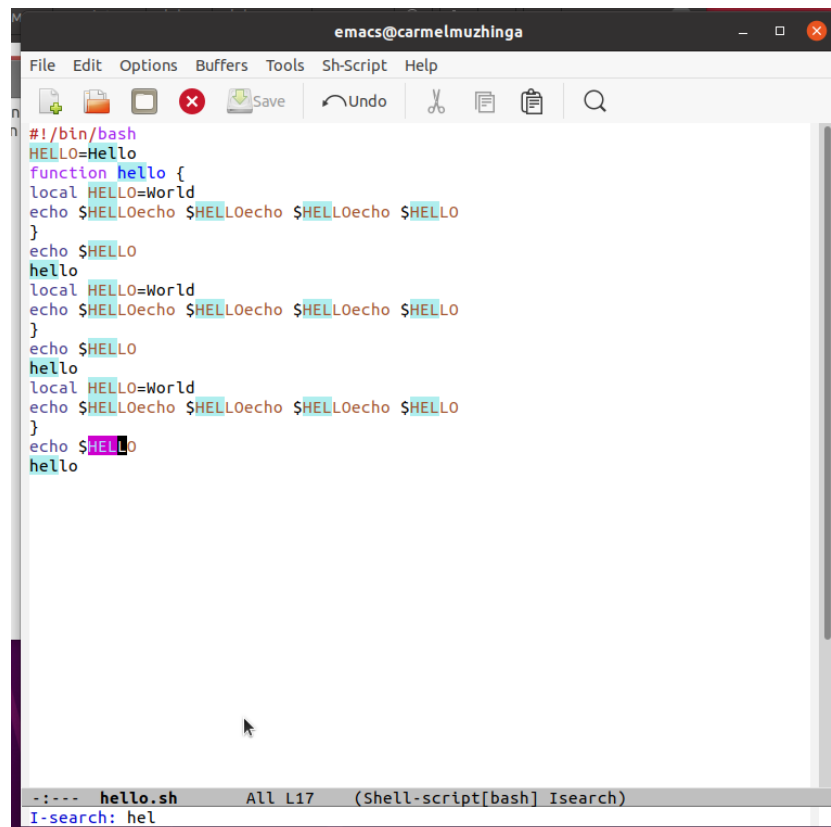 emacs@carmelmuzhinga
File Edit Options Buffers Tools Sh-Script Help
Save Undo
#!/bin/bash
HELLO=Hello
function hello {
local HELLO=World
echo $HELLOecho $HELLOecho $HELLOecho $HELLO
}
echo $HELLO
hello
local HELLO=World
echo $HELLOecho $HELLOecho $HELLOecho $HELLO
}
echo $HELLO
hello
local HELLO=World
echo $HELLOecho $HELLOecho $HELLOecho $HELLO
}
echo $HELLO
hello
-:--- hello.sh All L17 (Shell-script[bash] Isearch)
I-search: hel